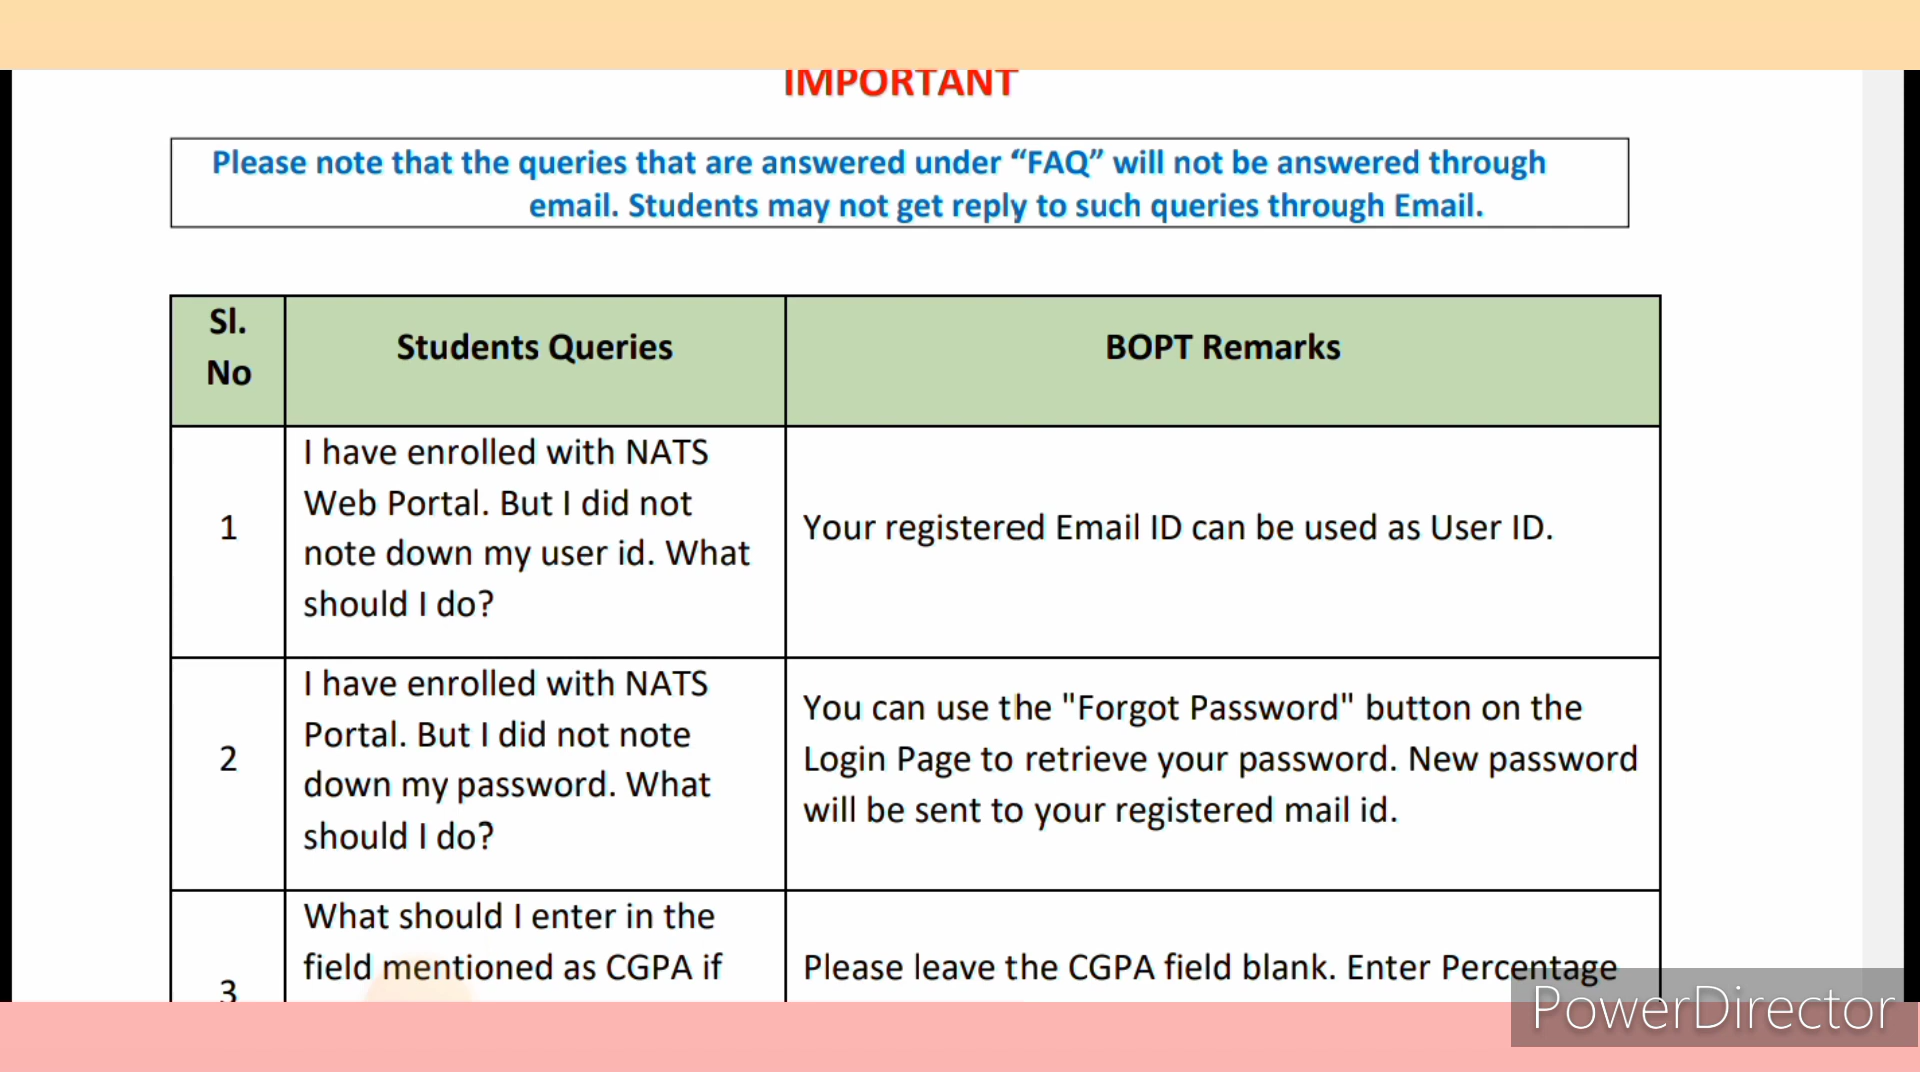 IMPORTANT
Please note that the queries that are answered under “FAQ” will not be answered through
email. Students may not get reply to such queries through Email.
Sl.
No
Students Queries
BOPT Remarks
1
I have enrolled with NATS
Web Portal. But I did not
note down my user id. What
should I do?
Your registered Email ID can be used as User ID.
2
I have enrolled with NATS
Portal. But I did not note
down my password. What
should I do?
You can use the "Forgot Password" button on the
Login Page to retrieve your password. New password
will be sent to your registered mail id.
3
What should I enter in the
field mentioned as CGPA if
Please leave the CGPA field blank. Enter Percentage
PowerDirector